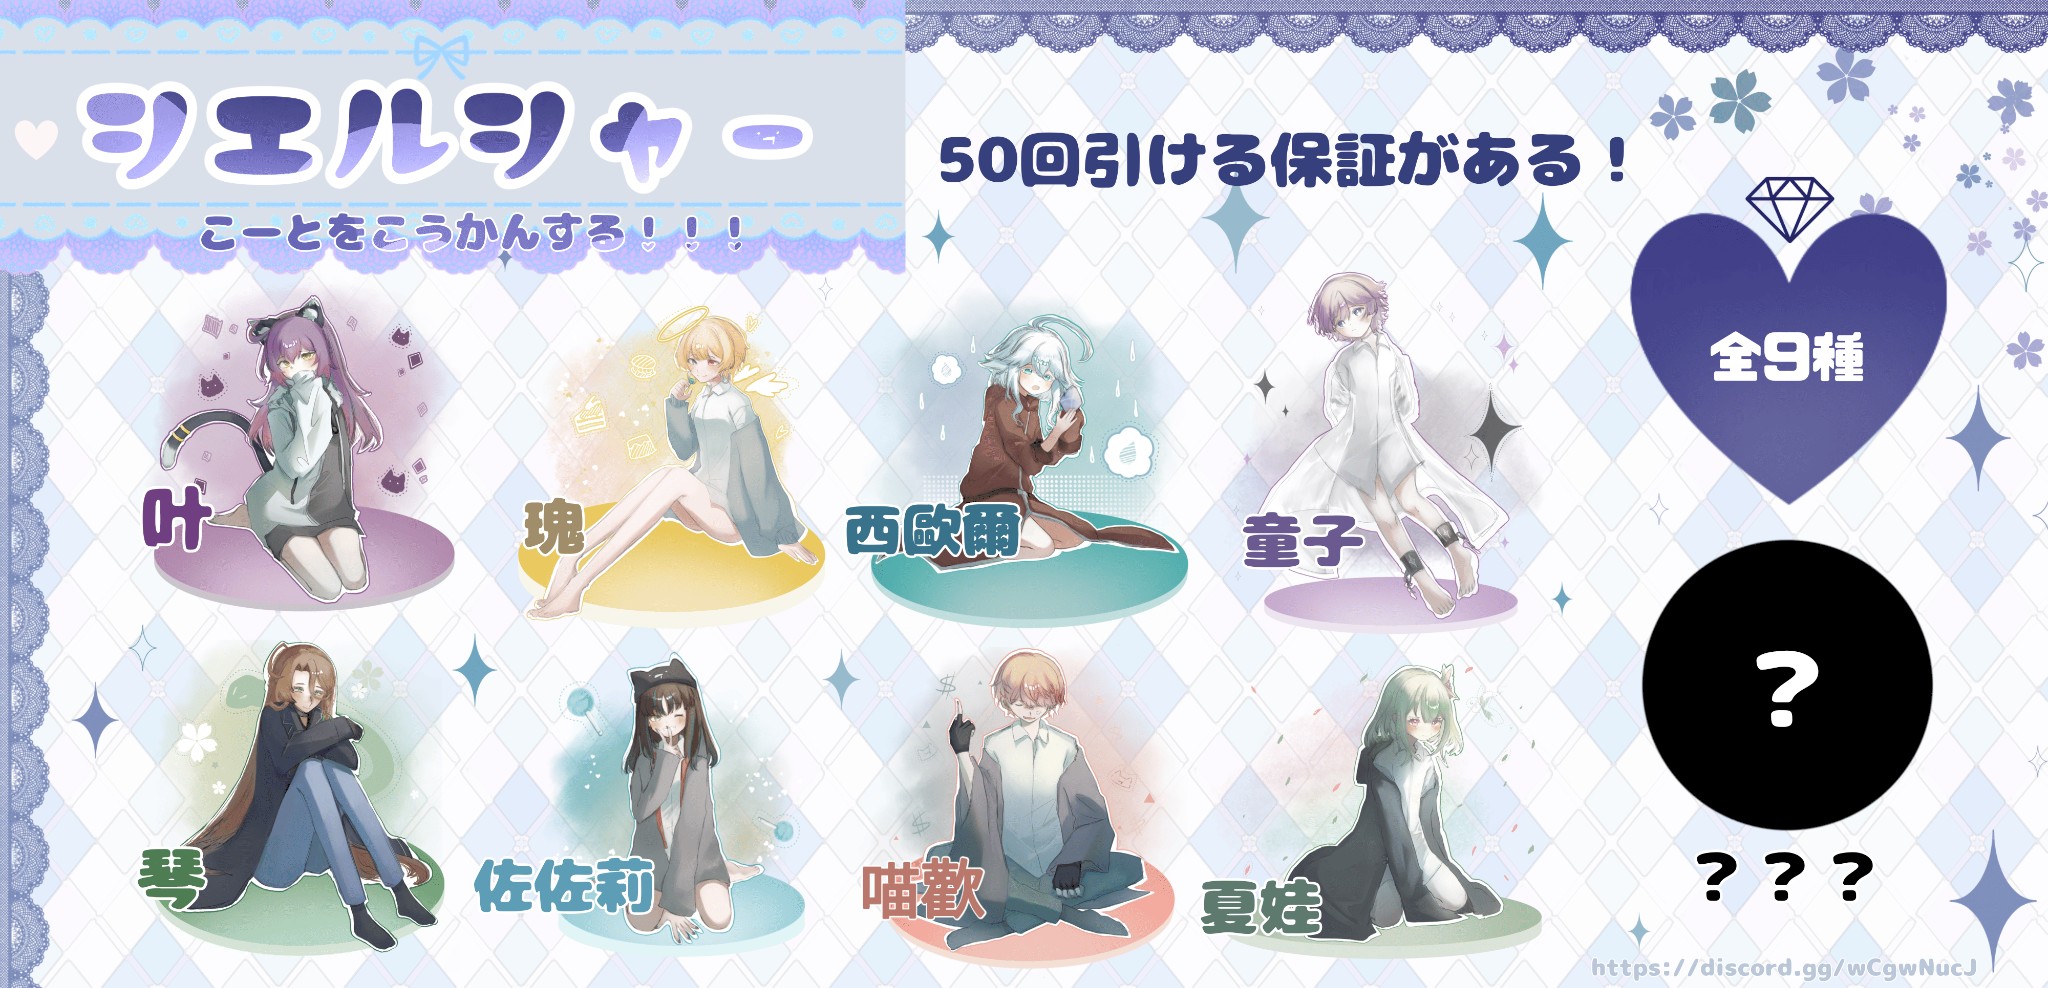 シエルシャー
こーとをこうかんする！！！
50回引ける保証がある！
全9種
叶
瑰
西歐爾
童子
琴
佐佐莉
喵歡
夏娃
?
? ? ?
https://discord.gg/wCgwNucJ